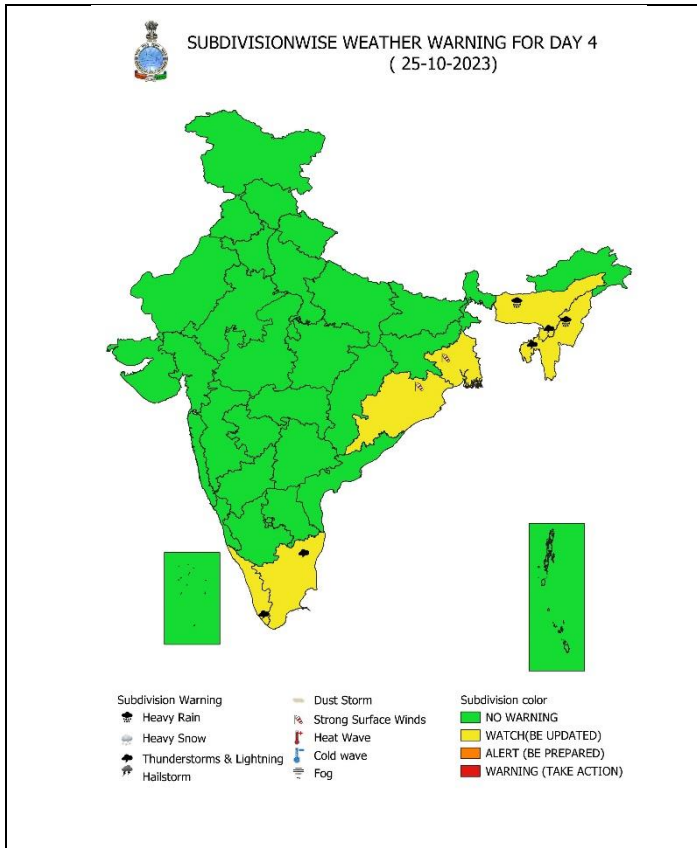 SUBDIVISIONWISE WEATHER WARNING FOR DAY 4
( 25-10-2023)
Subdivision Warning
Heavy Rain
Heavy Snow
Thunderstorms & Lightning
Hailstorm
Dust Storm
Strong Surface Winds
Heat Wave
Cold wave
Fog
Subdivision color
NO WARNING
WATCH(BE UPDATED)
ALERT (BE PREPARED)
WARNING (TAKE ACTION)